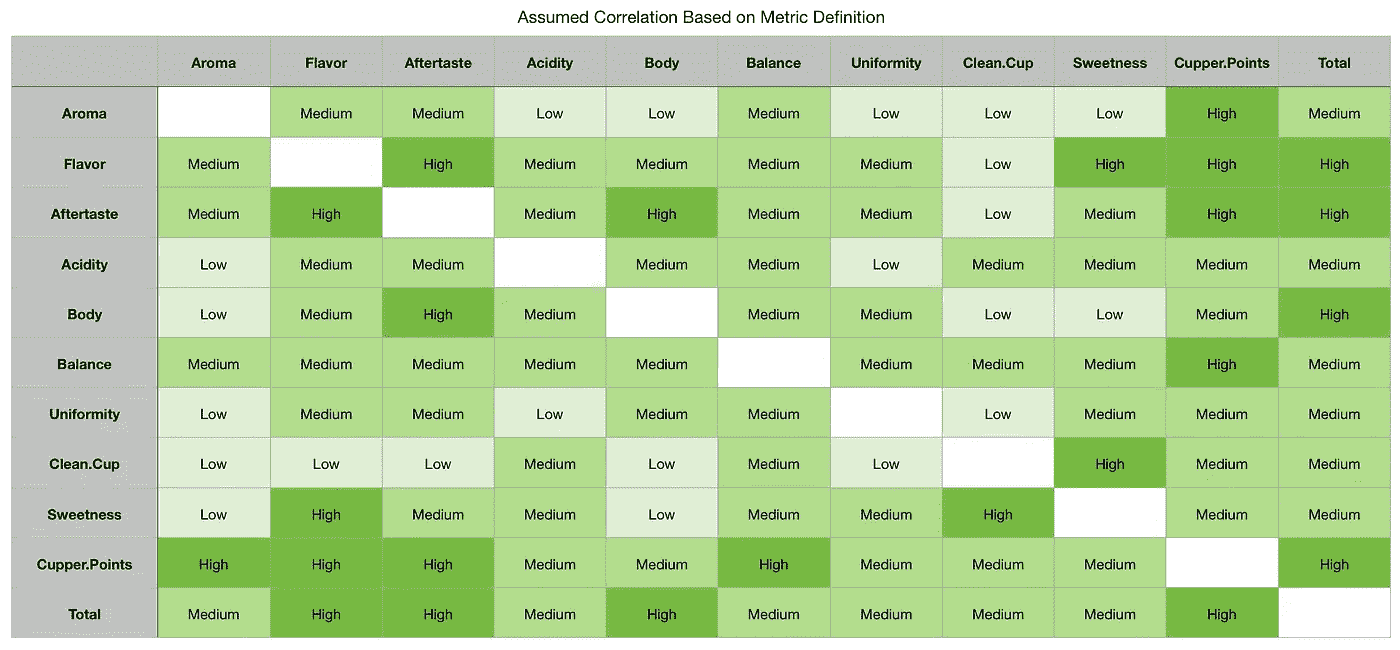 Assumed Correlation Based on Metric Definition
Aroma Flavor Aftertaste Acidity Body Balance Uniformity Clean.Cup Sweetness Cupper.Points Total
Aroma Medium Medium Low Low Medium Low Low Low High Medium
Flavor Medium High Medium Medium Medium Medium Low High High High
Aftertaste Medium High Medium High Medium Medium Low Medium High High
Acidity Low Medium Medium Medium Medium Low Medium Medium Medium Medium
Body Low Medium High Medium Medium Medium Low Low Medium High
Balance Medium Medium Medium Medium Medium Medium Medium Medium High Medium
Uniformity Low Medium Medium Low Medium Medium Low Medium Medium Medium
Clean.Cup Low Low Low Medium Low Medium Low High Medium Medium
Sweetness Low High Medium Medium Low Medium Medium High Medium Medium
Cupper.Points High High High Medium Medium High Medium Medium Medium High
Total Medium High High Medium High Medium Medium Medium Medium High